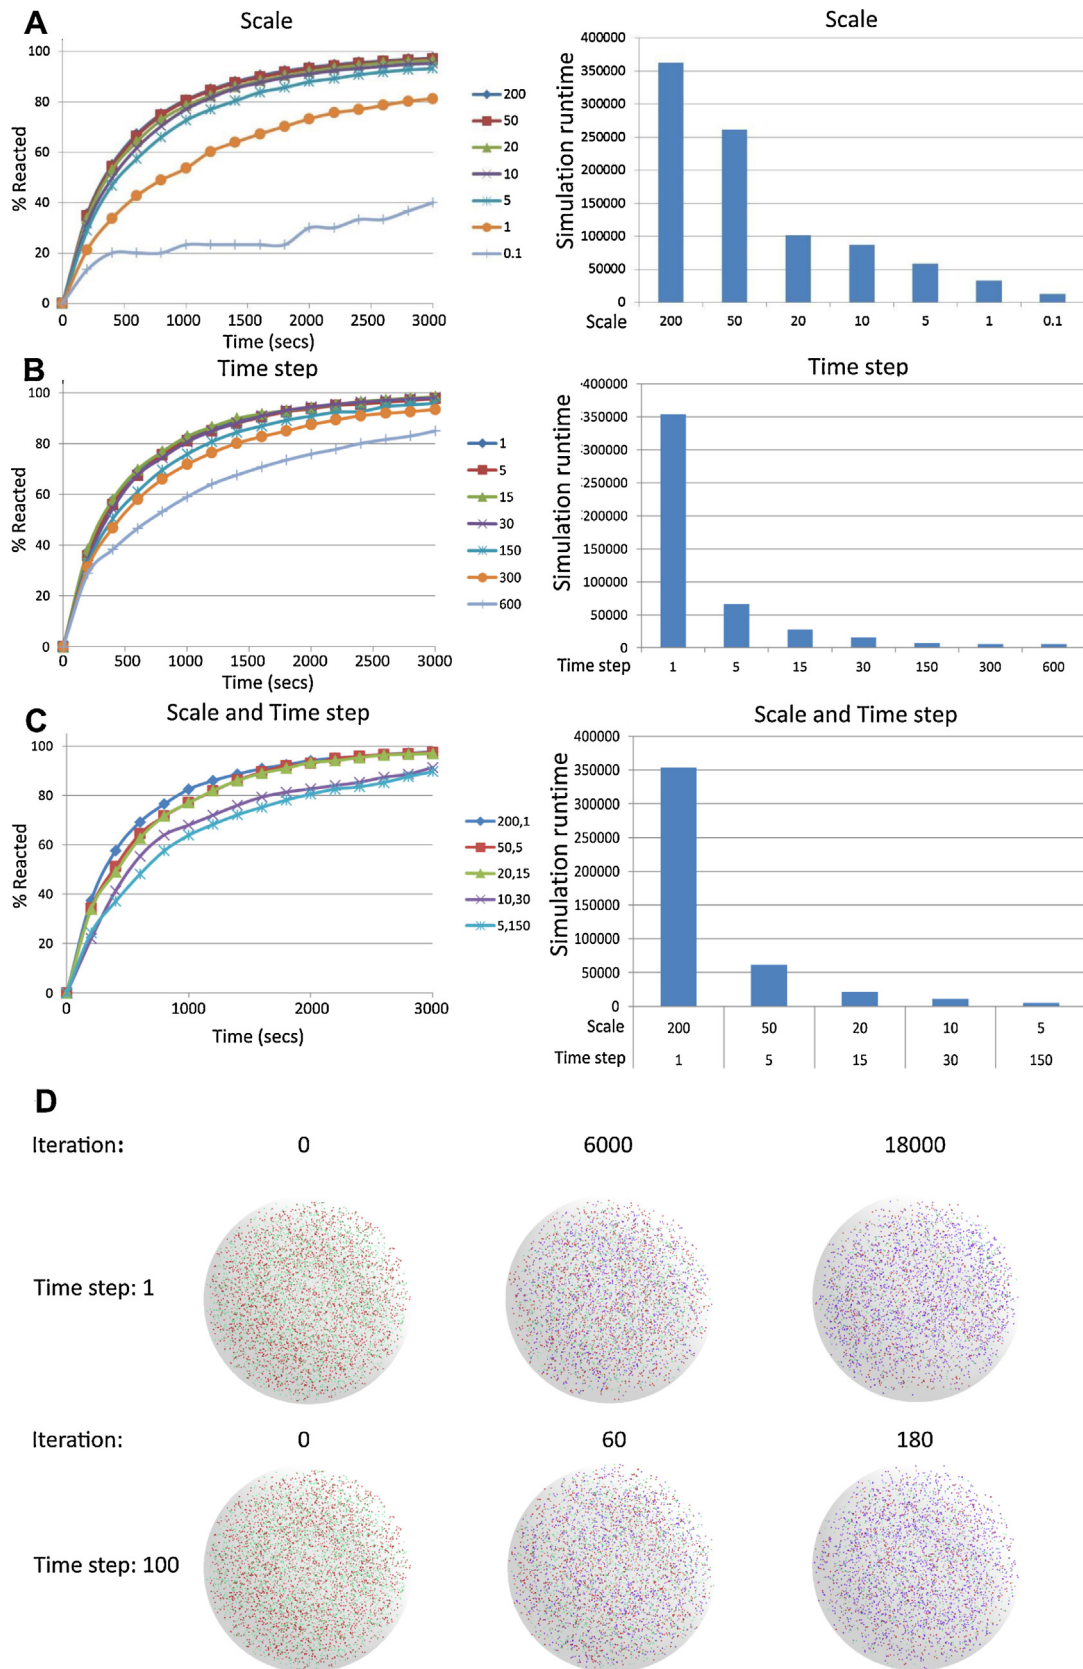 A
Scale
100
80
60
40
20
0
% Reacted
0 500 1000 1500 2000 2500 3000
Time (secs)
200
50
20
10
5
1
0.1
Scale
400000
350000
300000
250000
200000
150000
100000
50000
0
Simulation runtime
Scale 200 50 20 10 5 1 0.1
B
Time step
100
80
60
40
20
0
% Reacted
0 500 1000 1500 2000 2500 3000
Time (secs)
1
5
15
30
150
300
600
Time step
400000
350000
300000
250000
200000
150000
100000
50000
0
Simulation runtime
Time step 1 5 15 30 150 300 600
C
Scale and Time step
100
80
60
40
20
0
% Reacted
0 1000 2000 3000
Time (secs)
200,1
50,5
20,15
10,30
5,150
Scale and Time step
400000
350000
300000
250000
200000
150000
100000
50000
0
Simulation runtime
Scale 200 50 20 10 5
Time step 1 5 15 30 150
D
Iteration: 0 6000 18000
Time step: 1
Iteration: 0 60 180
Time step: 100